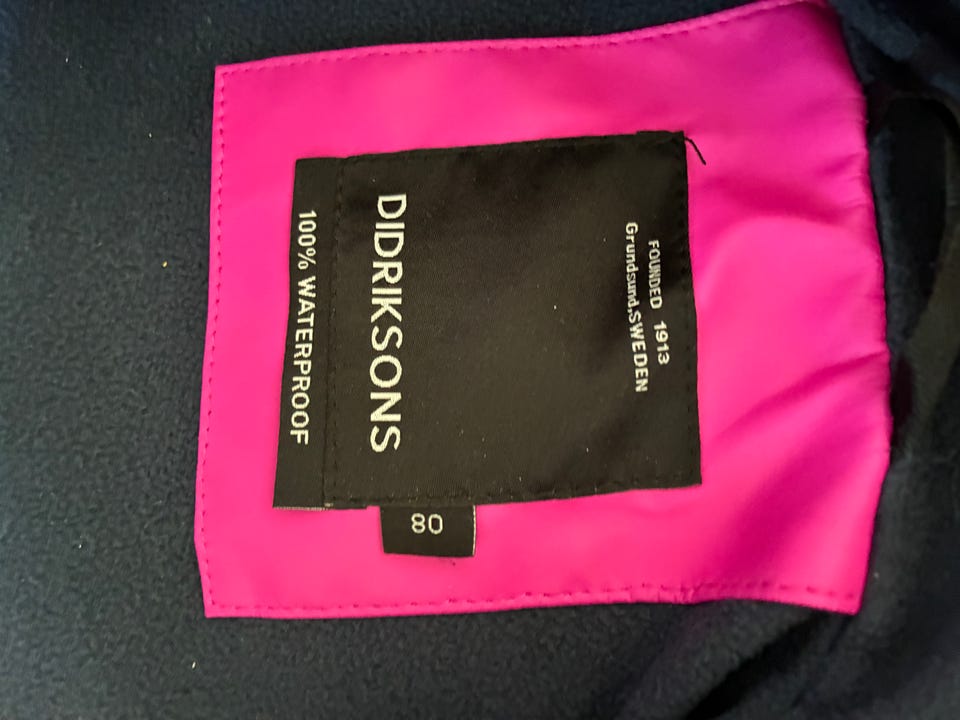 FOUNDED 1913
Grundsund.SWEDEN
DIDRIKSONS
100% WATERPROOF
80